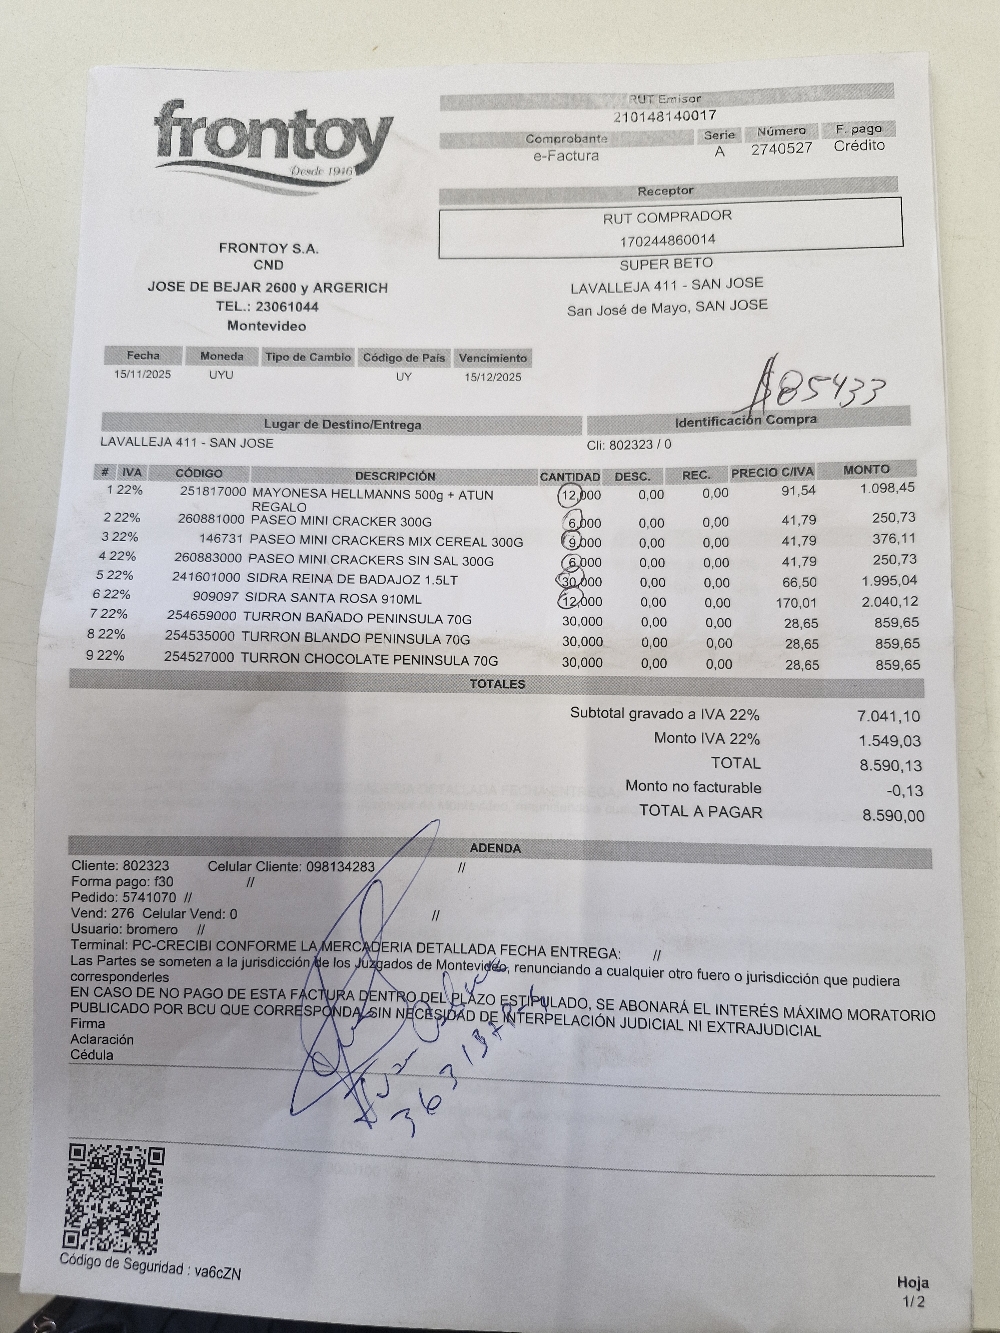 frontoy
Desde 1946
RUT Emisor
210148140017
Comprobante Serie Número F. pago
e-Factura A 2740527 Crédito
Receptor
RUT COMPRADOR
170244860014
SUPER BETO
LAVALLEJA 411 - SAN JOSE
San José de Mayo, SAN JOSE
FRONTOY S.A.
CND
JOSE DE BEJAR 2600 y ARGERICH
TEL.: 23061044
Montevideo
Fecha Moneda Tipo de Cambio Código de País Vencimiento
15/11/2025 UYU UY 15/12/2025
$85433
Lugar de Destino/Entrega Identificación Compra
LAVALLEJA 411 - SAN JOSE Cli: 802323 / 0
# IVA CÓDIGO DESCRIPCIÓN CANTIDAD DESC. REC. PRECIO C/IVA MONTO
1 22% 251817000 MAYONESA HELLMANNS 500g + ATUN 12,000 0,00 0,00 91,54 1.098,45
REGALO
2 22% 260881000 PASEO MINI CRACKER 300G 6,000 0,00 0,00 41,79 250,73
3 22% 146731 PASEO MINI CRACKERS MIX CEREAL 300G 9,000 0,00 0,00 41,79 376,11
4 22% 260883000 PASEO MINI CRACKERS SIN SAL 300G 6,000 0,00 0,00 41,79 250,73
5 22% 241601000 SIDRA REINA DE BADAJOZ 1.5LT 30,000 0,00 0,00 66,50 1.995,04
6 22% 909097 SIDRA SANTA ROSA 910ML 12,000 0,00 0,00 170,01 2.040,12
7 22% 254659000 TURRON BAÑADO PENINSULA 70G 30,000 0,00 0,00 28,65 859,65
8 22% 254535000 TURRON BLANDO PENINSULA 70G 30,000 0,00 0,00 28,65 859,65
9 22% 254527000 TURRON CHOCOLATE PENINSULA 70G 30,000 0,00 0,00 28,65 859,65
TOTALES
Subtotal gravado a IVA 22% 7.041,10
Monto IVA 22% 1.549,03
TOTAL 8.590,13
Monto no facturable -0,13
TOTAL A PAGAR 8.590,00
ADENDA
Cliente: 802323 Celular Cliente: 098134283 //
Forma pago: f30 //
Pedido: 5741070 //
Vend: 276 Celular Vend: 0 //
Usuario: bromero //
Terminal: PC-CRECIBI CONFORME LA MERCADERIA DETALLADA FECHA ENTREGA: //
Las Partes se someten a la jurisdicción de los Juzgados de Montevideo, renunciando a cualquier otro fuero o jurisdicción que pudiera
corresponderles
EN CASO DE NO PAGO DE ESTA FACTURA DENTRO DEL PLAZO ESTIPULADO, SE ABONARÁ EL INTERÉS MÁXIMO MORATORIO
PUBLICADO POR BCU QUE CORRESPONDA, SIN NECESIDAD DE INTERPELACIÓN JUDICIAL NI EXTRAJUDICIAL
Firma
Aclaración
Cédula
Código de Seguridad : va6cZN
Hoja
1/2